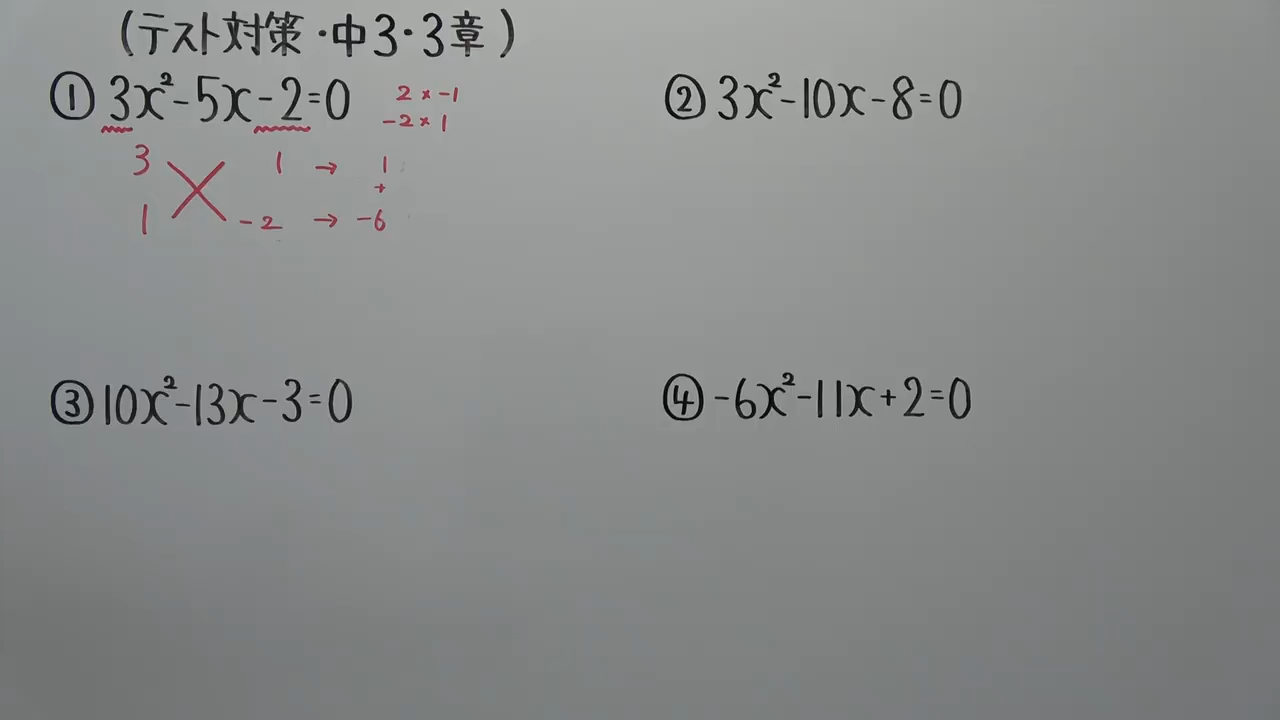 (テスト対策・中3・3章)
① 3x²-5x-2=0
2 × -1
-2 × 1
3 1 → 1
+
1 -2 → -6
② 3x²-10x-8=0
③ 10x²-13x-3=0
④ -6x²-11x+2=0